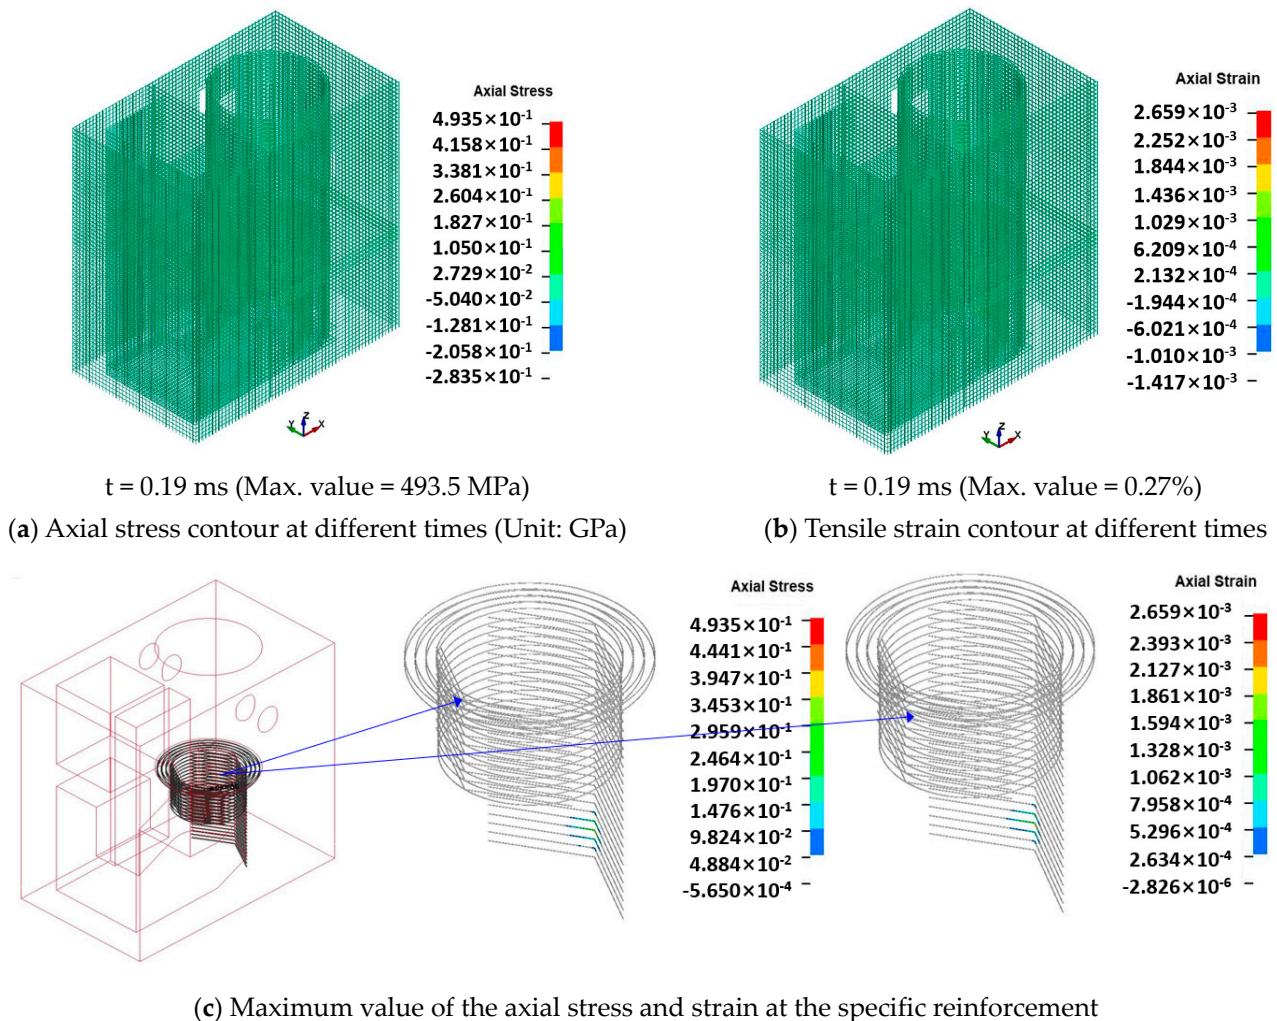 Axial Stress
4.935×10⁻¹
4.158×10⁻¹
3.381×10⁻¹
2.604×10⁻¹
1.827×10⁻¹
1.050×10⁻¹
2.729×10⁻²
-5.040×10⁻²
-1.281×10⁻¹
-2.058×10⁻¹
-2.835×10⁻¹
Z
Y
X
Axial Strain
2.659×10⁻³
2.252×10⁻³
1.844×10⁻³
1.436×10⁻³
1.029×10⁻³
6.209×10⁻⁴
2.132×10⁻⁴
-1.944×10⁻⁴
-6.021×10⁻⁴
-1.010×10⁻³
-1.417×10⁻³
Z
Y
X
t = 0.19 ms (Max. value = 493.5 MPa)
t = 0.19 ms (Max. value = 0.27%)
(a) Axial stress contour at different times (Unit: GPa)
(b) Tensile strain contour at different times
Axial Stress
4.935×10⁻¹
4.441×10⁻¹
3.947×10⁻¹
3.453×10⁻¹
2.959×10⁻¹
2.464×10⁻¹
1.970×10⁻¹
1.476×10⁻¹
9.824×10⁻²
4.884×10⁻²
-5.650×10⁻⁴
Axial Strain
2.659×10⁻³
2.393×10⁻³
2.127×10⁻³
1.861×10⁻³
1.594×10⁻³
1.328×10⁻³
1.062×10⁻³
7.958×10⁻⁴
5.296×10⁻⁴
2.634×10⁻⁴
-2.826×10⁻⁶
(c) Maximum value of the axial stress and strain at the specific reinforcement